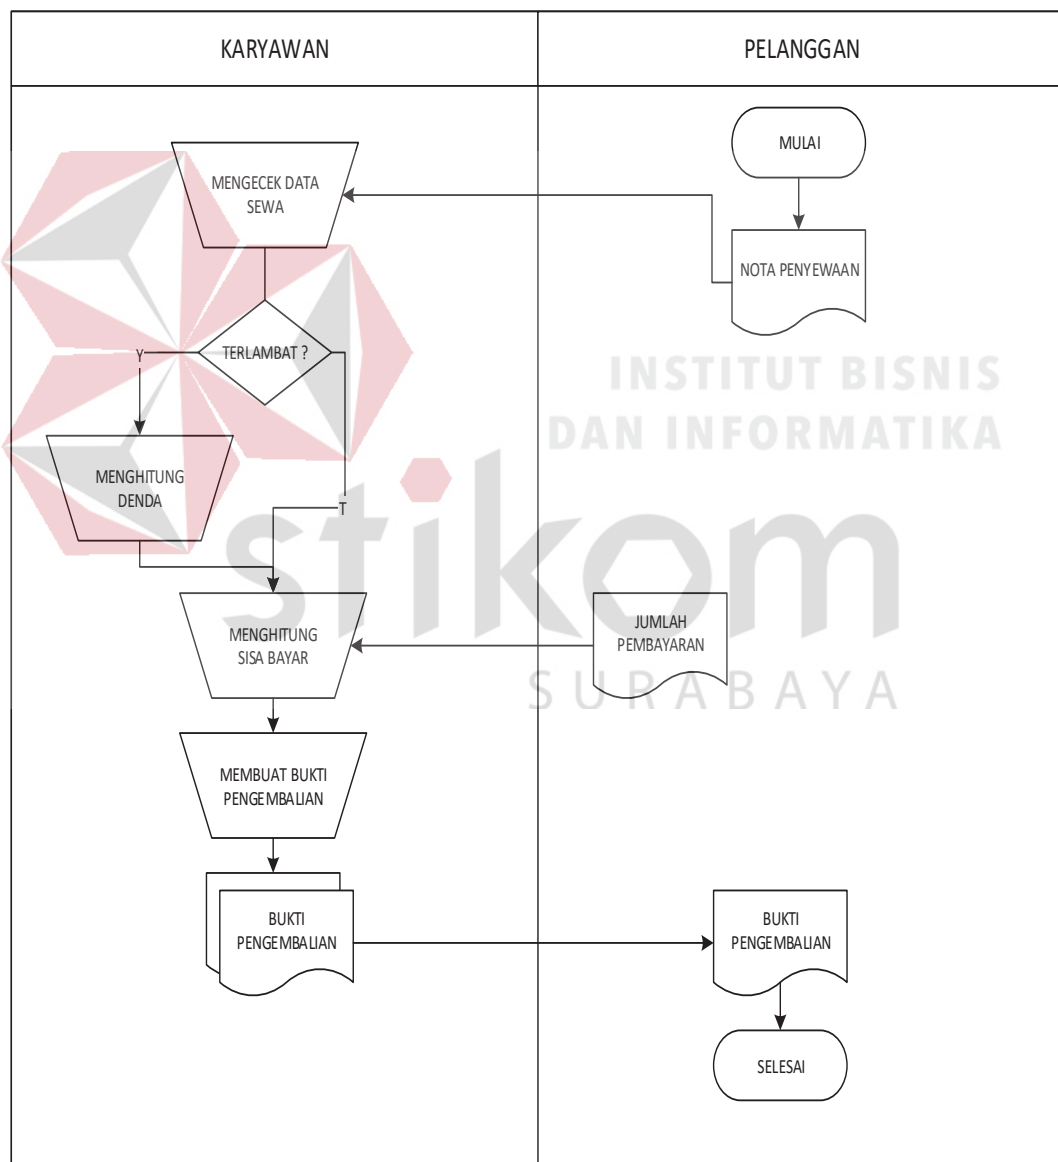 KARYAWAN
PELANGGAN
MULAI
MENGECEK DATA
SEWA
NOTA PENYEWAAN
TERLAMBAT ?
Y
T
MENGHITUNG
DENDA
MENGHITUNG
SISA BAYAR
JUMLAH
PEMBAYARAN
MEMBUAT BUKTI
PENGEMBALIAN
BUKTI
PENGEMBALIAN
BUKTI
PENGEMBALIAN
SELESAI
INSTITUT BISNIS
DAN INFORMATIKA
stikom
SURABAYA